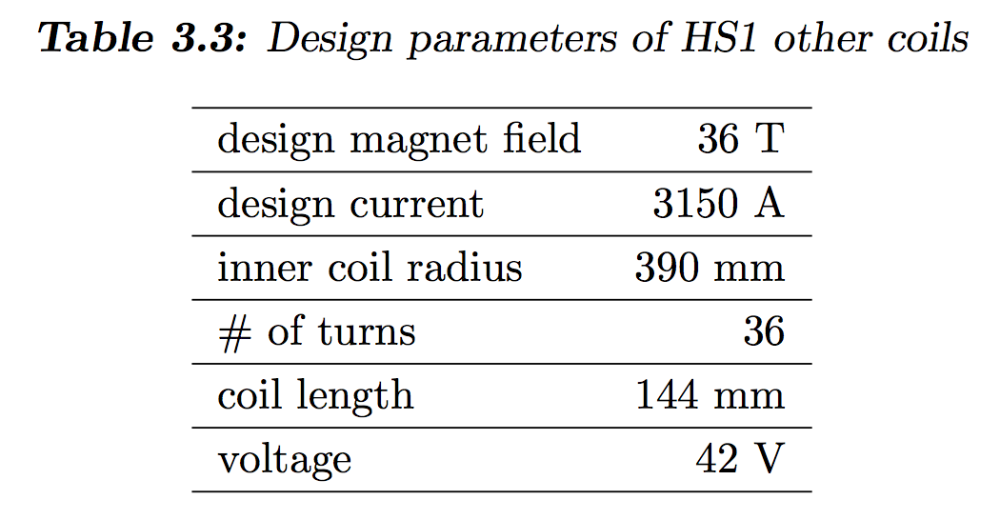 Table 3.3: Design parameters of HS1 other coils
design magnet field 36 T
design current 3150 A
inner coil radius 390 mm
# of turns 36
coil length 144 mm
voltage 42 V